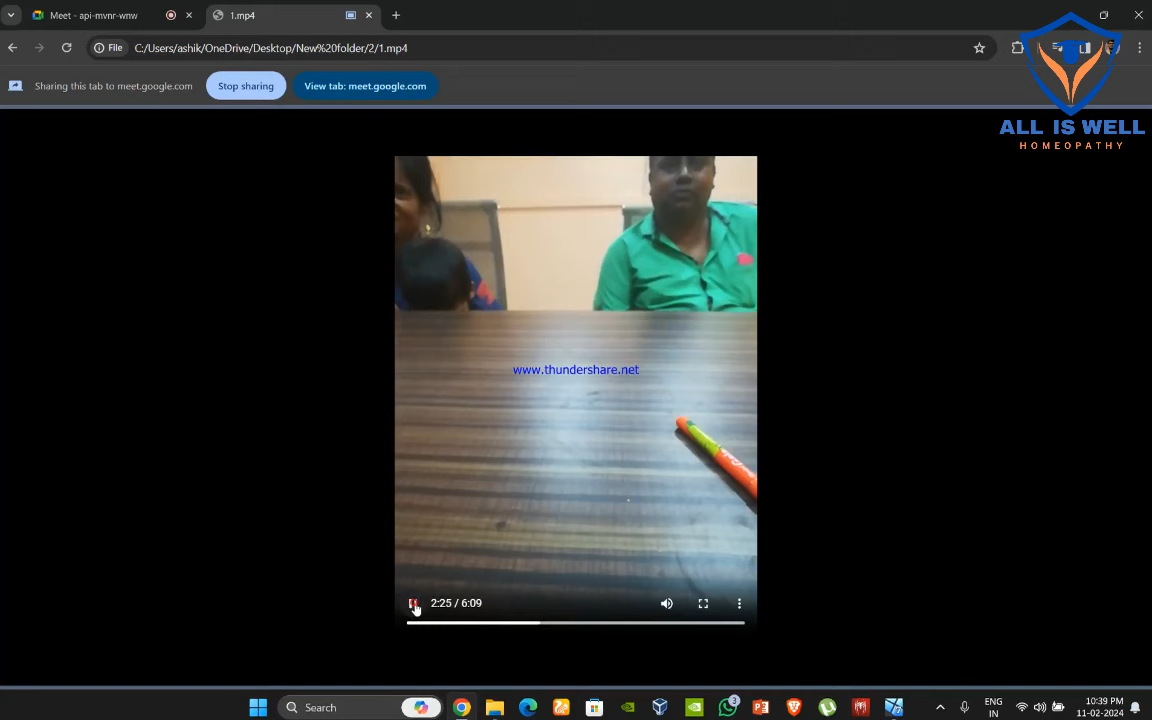 Meet - api-mvnr-wnw
1.mp4
File
C:/Users/ashik/OneDrive/Desktop/New%20folder/2/1.mp4
Sharing this tab to meet.google.com
Stop sharing
View tab: meet.google.com
ALL IS WELL
HOMEOPATHY
www.thundershare.net
2:25 / 6:09
Search
3
ENG
IN
10:39 PM
11-02-2024